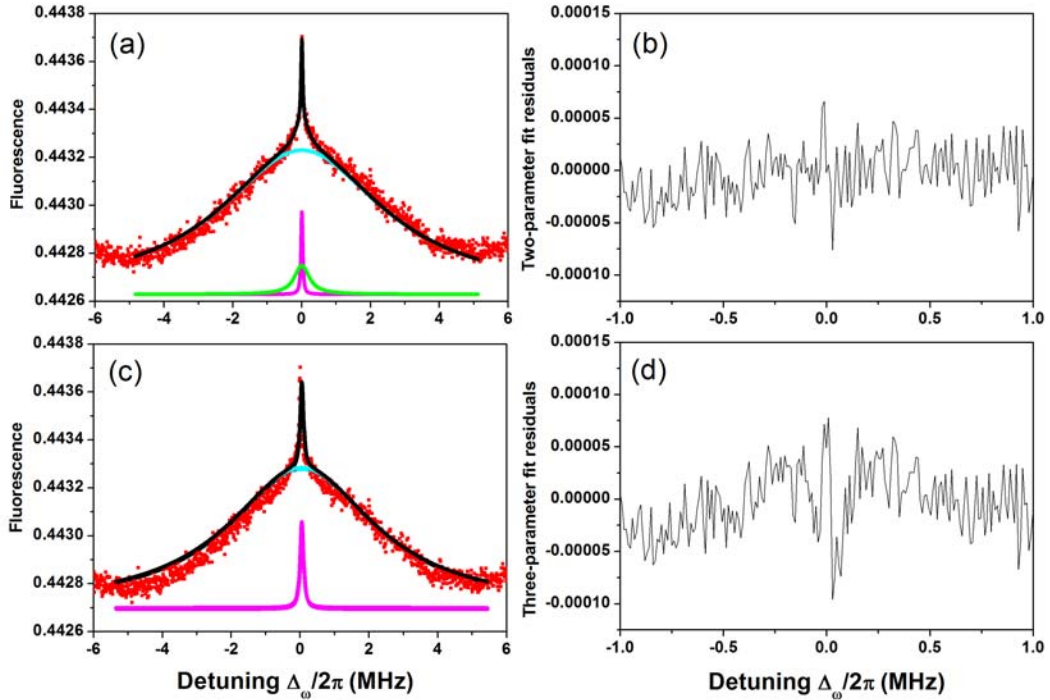 (a)
Fluorescence
0.4438
0.4436
0.4434
0.4432
0.4430
0.4428
0.4426
-6 -4 -2 0 2 4 6
(b)
Two-parameter fit residuals
0.00015
0.00010
0.00005
0.00000
-0.00005
-0.00010
-1.0 -0.5 0.0 0.5 1.0
(c)
Fluorescence
0.4438
0.4436
0.4434
0.4432
0.4430
0.4428
0.4426
-6 -4 -2 0 2 4 6
Detuning Δω/2π (MHz)
(d)
Three-parameter fit residuals
0.00015
0.00010
0.00005
0.00000
-0.00005
-0.00010
-1.0 -0.5 0.0 0.5 1.0
Detuning Δω/2π (MHz)